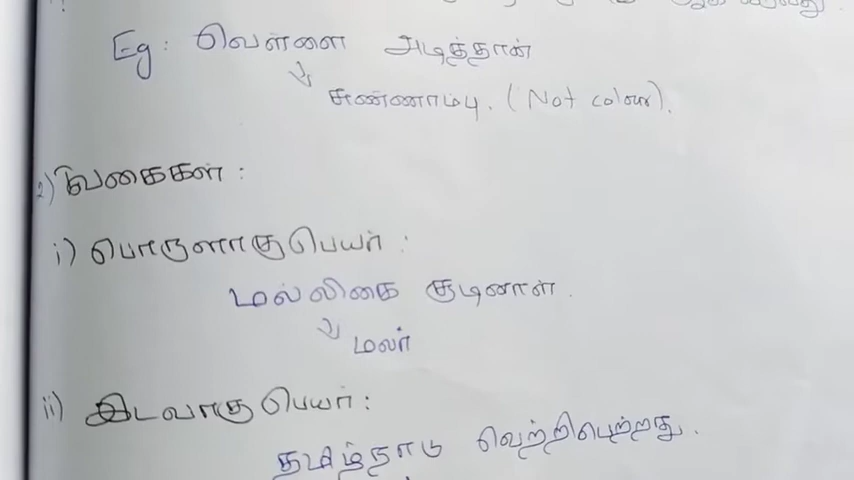 Eg: வெள்ளை அடித்தான்
சுண்ணாம்பு. (Not colour).
2) வகைகள் :
i) பொருளாகுபெயர் :
மல்லிகை சூடினாள்.
மலர்
ii) இடவாகு பெயர் :
தமிழ்நாடு வெற்றிபெற்றது.